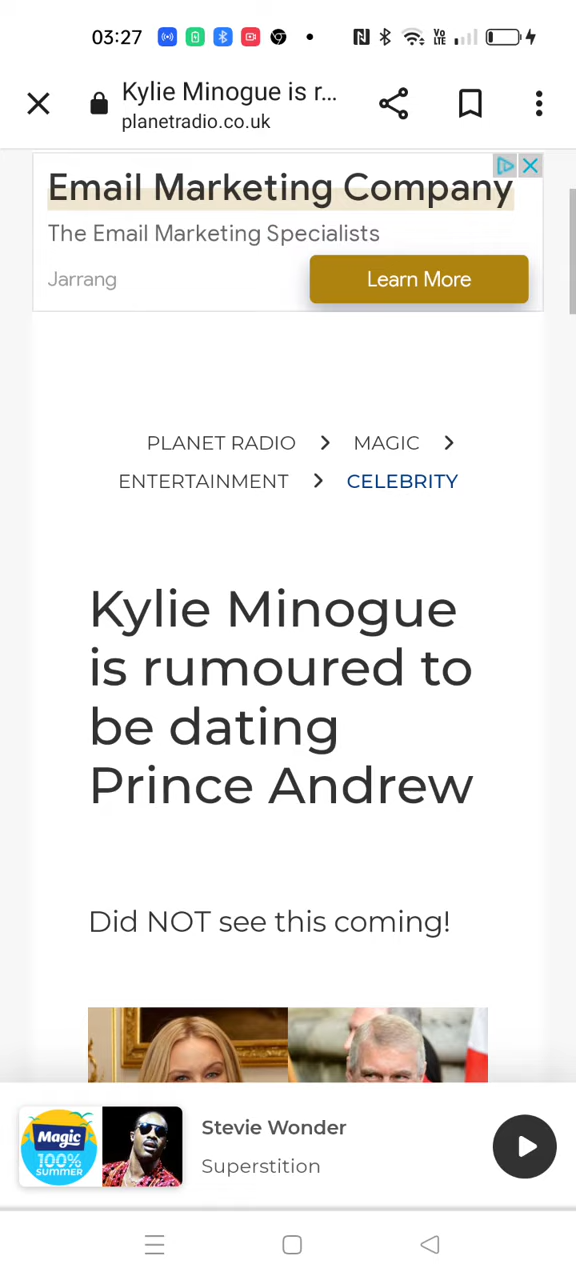 03:27
VO
LTE
Kylie Minogue is r...
planetradio.co.uk
Email Marketing Company
The Email Marketing Specialists
Jarrang
Learn More
PLANET RADIO > MAGIC >
ENTERTAINMENT > CELEBRITY
Kylie Minogue
is rumoured to
be dating
Prince Andrew
Did NOT see this coming!
Stevie Wonder
Magic
100%
SUMMER
Superstition